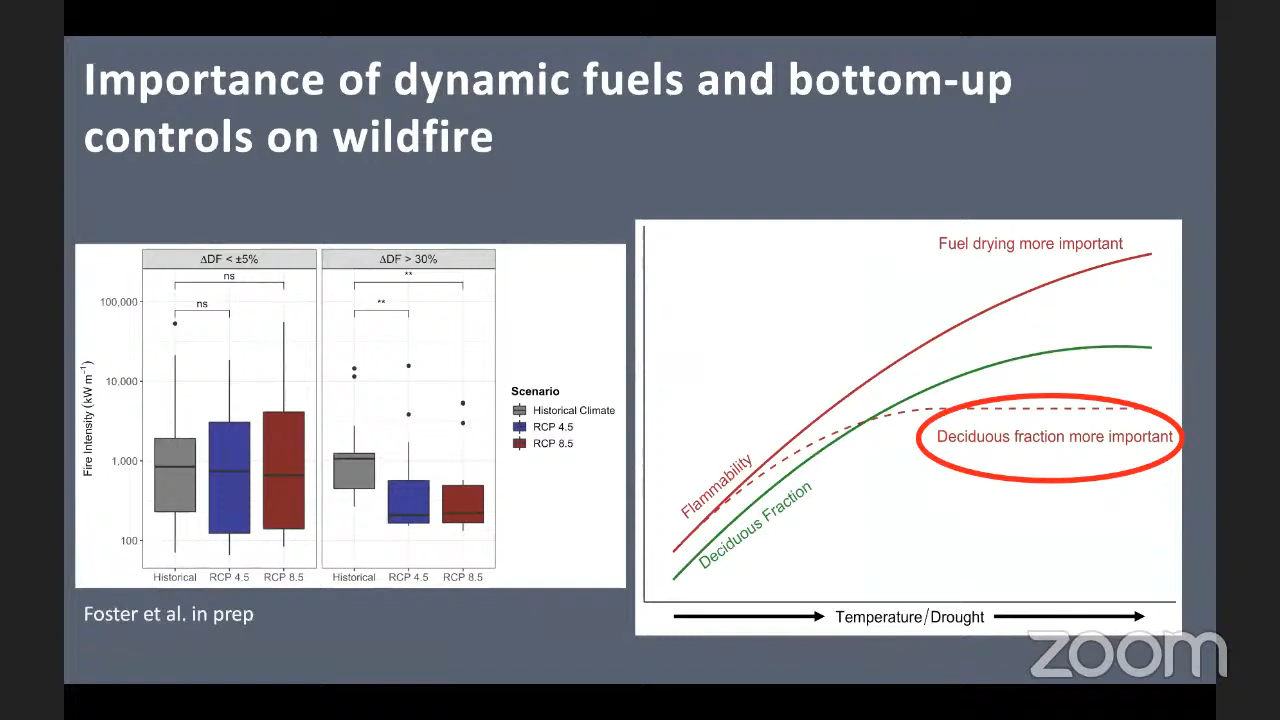 Importance of dynamic fuels and bottom-up
controls on wildfire
ΔDF < ±5%
ΔDF > 30%
ns
ns
**
**
Fire Intensity (kW m⁻¹)
100,000
10,000
1,000
100
Historical
RCP 4.5
RCP 8.5
Historical
RCP 4.5
RCP 8.5
Scenario
Historical Climate
RCP 4.5
RCP 8.5
Foster et al. in prep
Fuel drying more important
Deciduous fraction more important
Flammability
Deciduous Fraction
Temperature/Drought
zoom